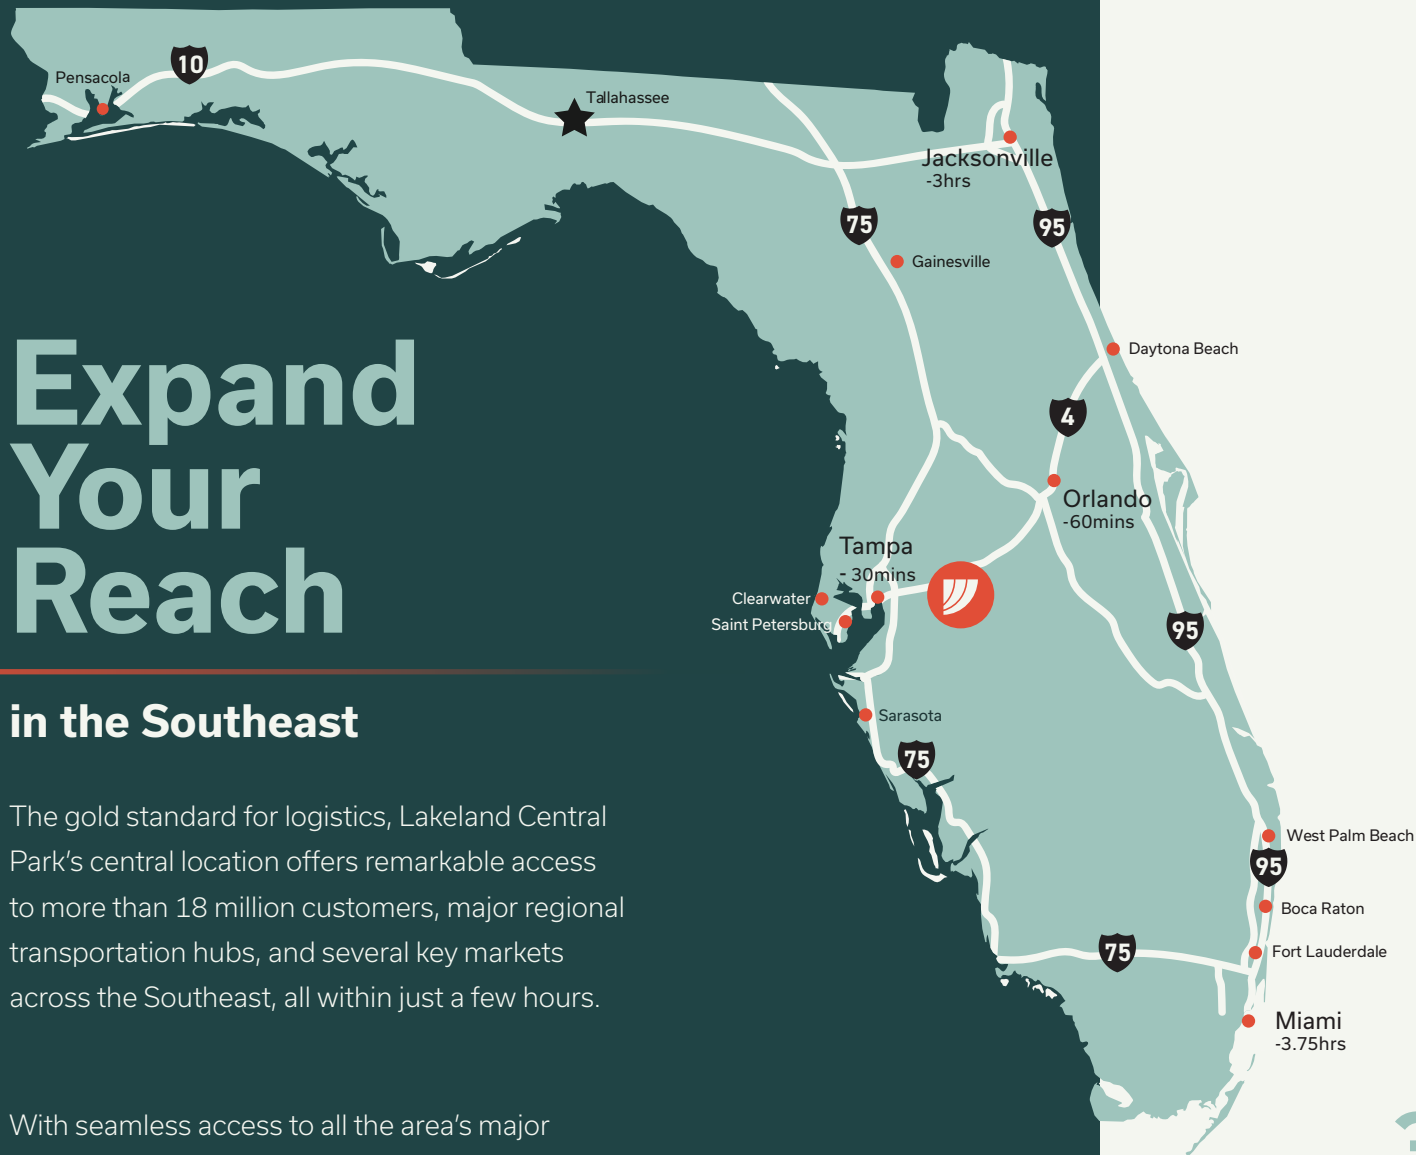 Pensacola
10
Tallahassee
Jacksonville
-3hrs
75
95
Gainesville
Daytona Beach
4
Orlando
-60mins
Tampa
- 30mins
Clearwater
Saint Petersburg
95
Sarasota
75
West Palm Beach
95
Boca Raton
75
Fort Lauderdale
Miami
-3.75hrs
Expand
Your
Reach
in the Southeast
The gold standard for logistics, Lakeland Central
Park’s central location offers remarkable access
to more than 18 million customers, major regional
transportation hubs, and several key markets
across the Southeast, all within just a few hours.
With seamless access to all the area’s major